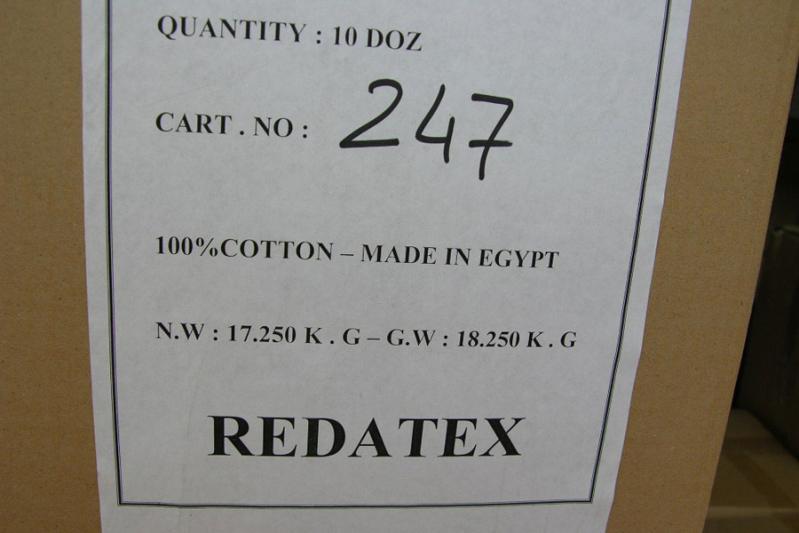 QUANTITY : 10 DOZ
CART . NO : 247
100%COTTON – MADE IN EGYPT
N.W : 17.250 K . G – G.W : 18.250 K . G
REDATEX